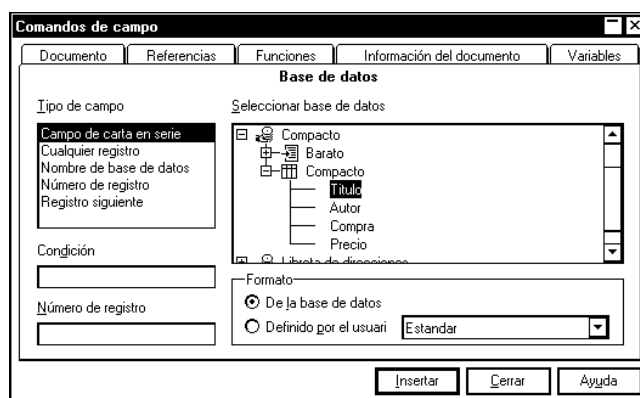 Comandos de campo
Documento Referencias Funciones Información del documento Variables
Base de datos
Tipo de campo
Campo de carta en serie
Cualquier registro
Nombre de base de datos
Número de registro
Registro siguiente
Condición
Número de registro
Seleccionar base de datos
Compacto
Barato
Compacto
Titulo
Autor
Compra
Precio
Libreta de direcciones
Formato
De la base de datos
Definido por el usuari Estandar
Insertar Cerrar Ayuda